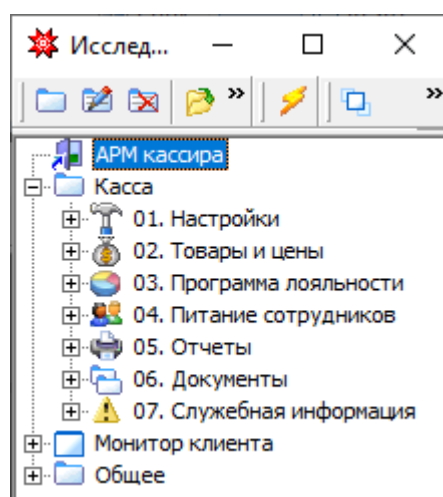 Исслед...
АРМ кассира
Касса
01. Настройки
02. Товары и цены
03. Программа лояльности
04. Питание сотрудников
05. Отчеты
06. Документы
07. Служебная информация
Монитор клиента
Общее